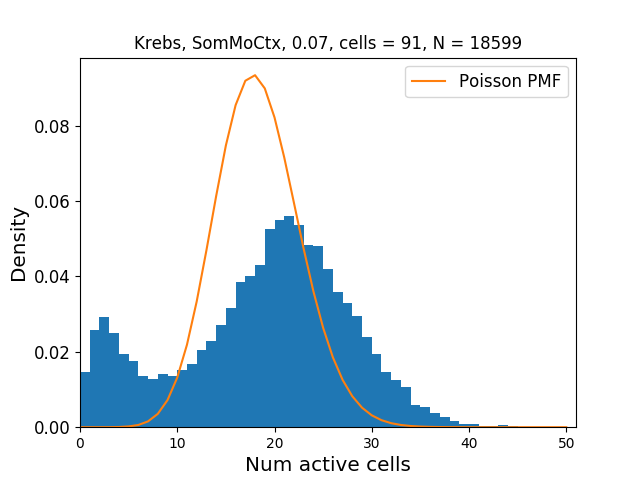 Krebs, SomMoCtx, 0.07, cells = 91, N = 18599
Poisson PMF
Density
0.08
0.06
0.04
0.02
0.00
0 10 20 30 40 50
Num active cells